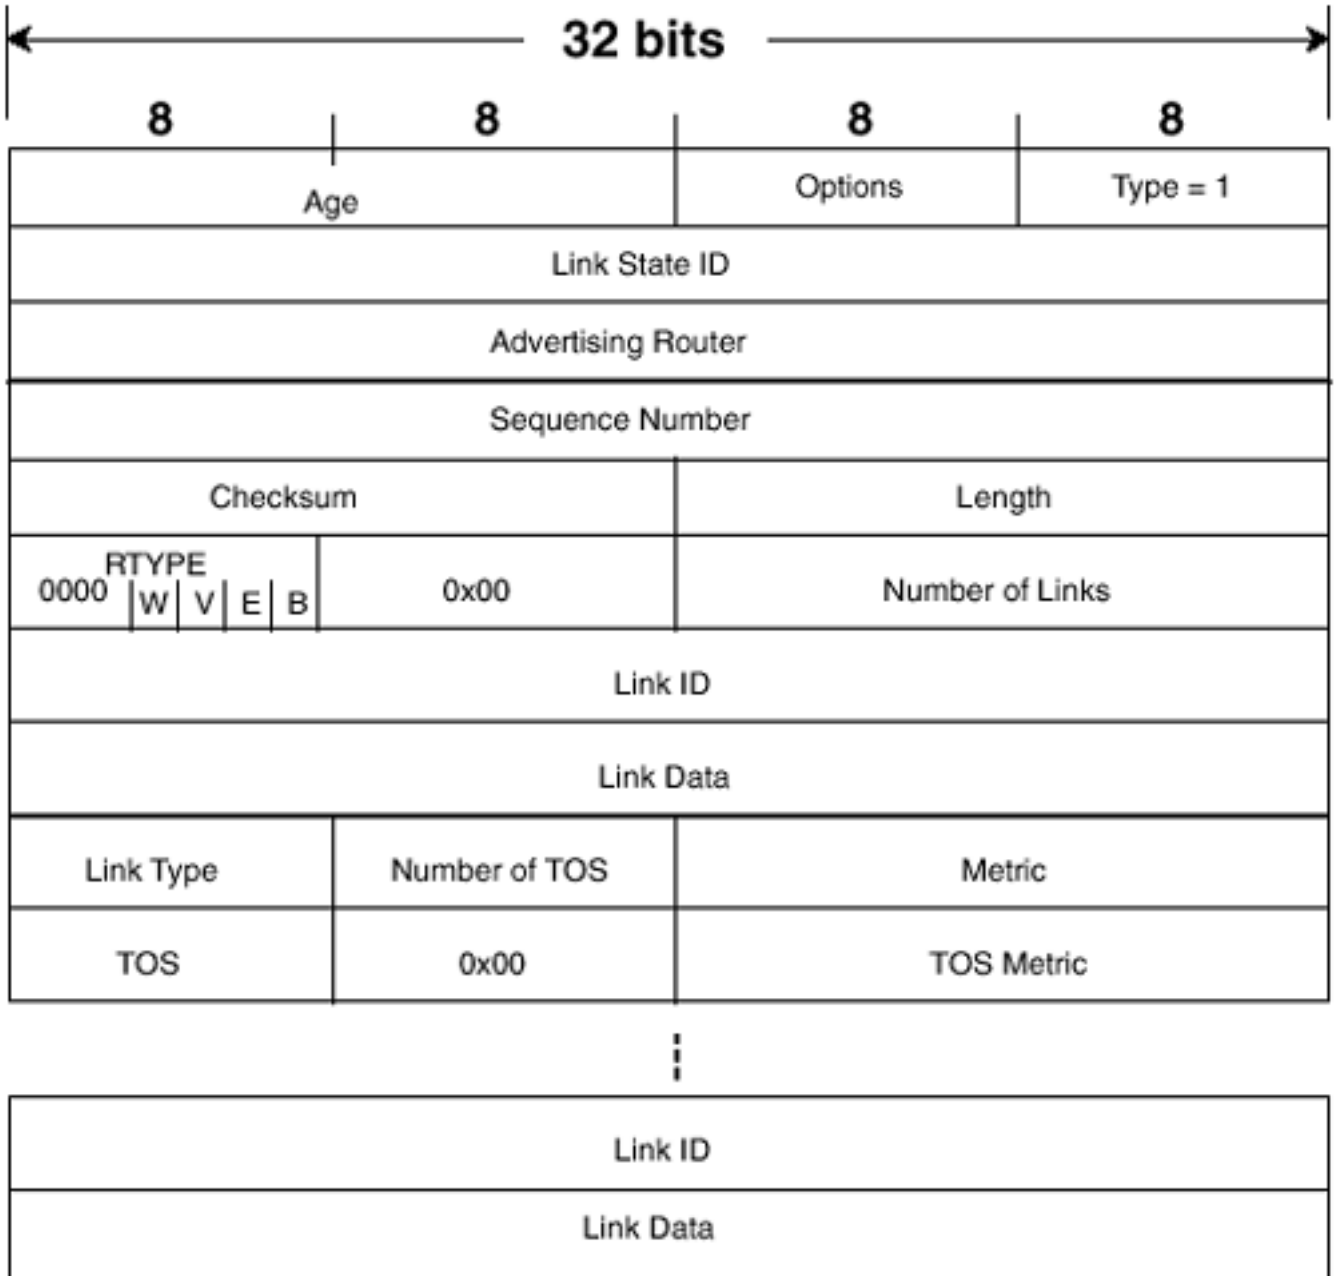 32 bits
8 8 8 8
Age Options Type = 1
Link State ID
Advertising Router
Sequence Number
Checksum Length
RTYPE
0000 W V E B 0x00 Number of Links
Link ID
Link Data
Link Type Number of TOS Metric
TOS 0x00 TOS Metric
Link ID
Link Data